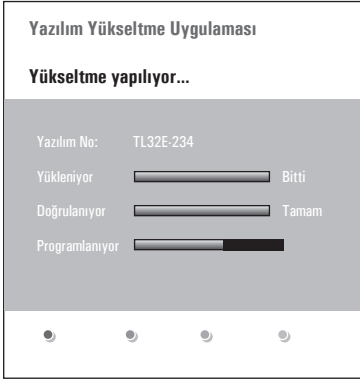 Yazılım Yükseltme Uygulaması
Yükseltme yapılıyor...
Yazılım No: TL32E-234
Yükleniyor Bitti
Doğrulanıyor Tamam
Programlanıyor